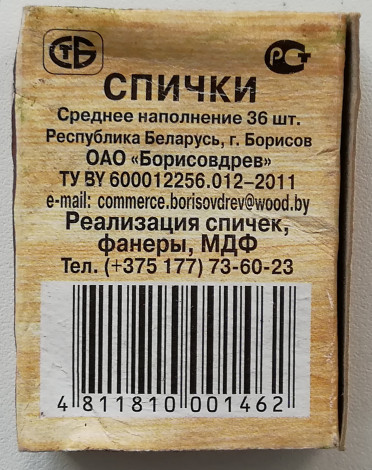 СТБ РСТ
СПИЧКИ
Среднее наполнение 36 шт.
Республика Беларусь, г. Борисов
ОАО «Борисовдрев»
ТУ BY 600012256.012–2011
e-mail: commerce.borisovdrev@wood.by
Реализация спичек,
фанеры, МДФ
Тел. (+375 177) 73-60-23
4 811810 001462